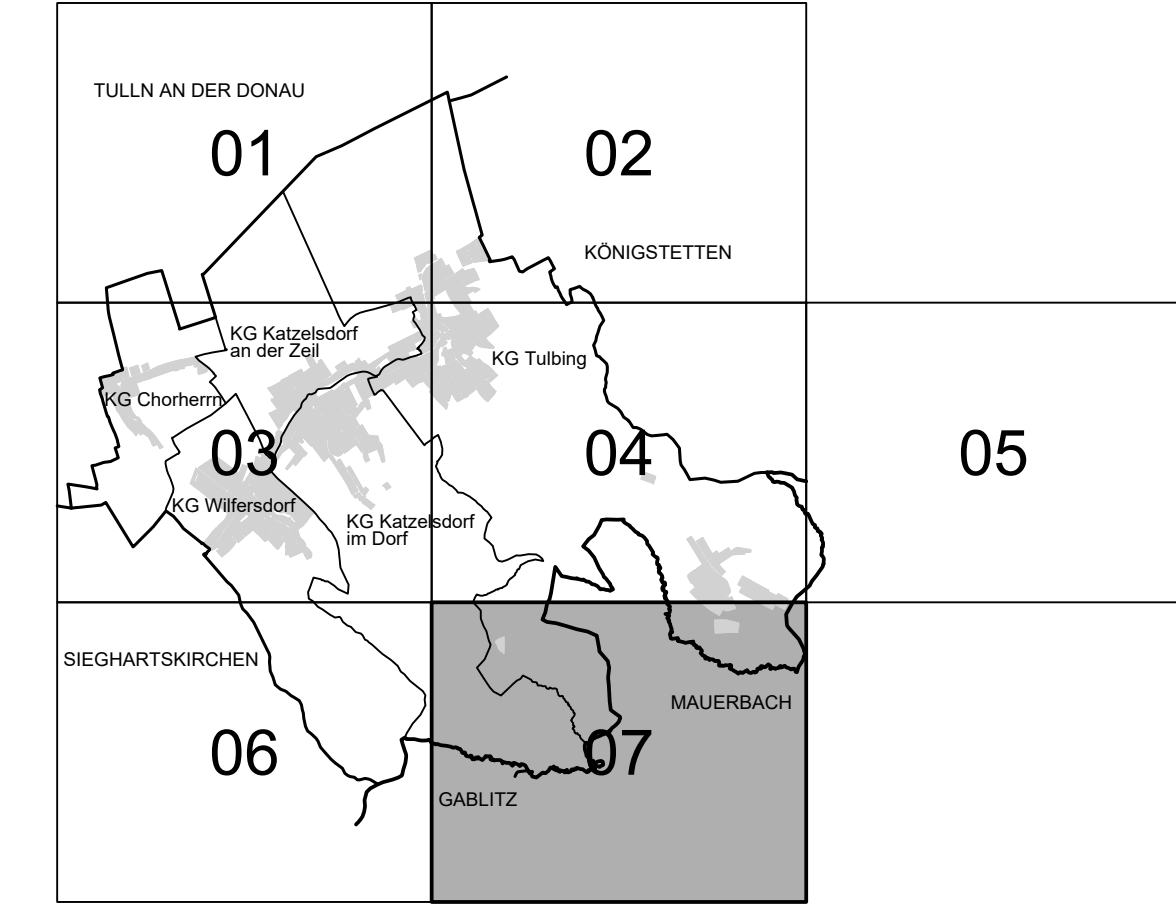 TULLN AN DER DONAU
01
02
KÖNIGSTETTEN
KG Katzelsdorf
an der Zeil
KG Tulbing
KG Chorherrn
03
04
05
KG Wilfersdorf
KG Katzelsdorf
im Dorf
SIEGHARTSKIRCHEN
MAUERBACH
06
07
GABLITZ